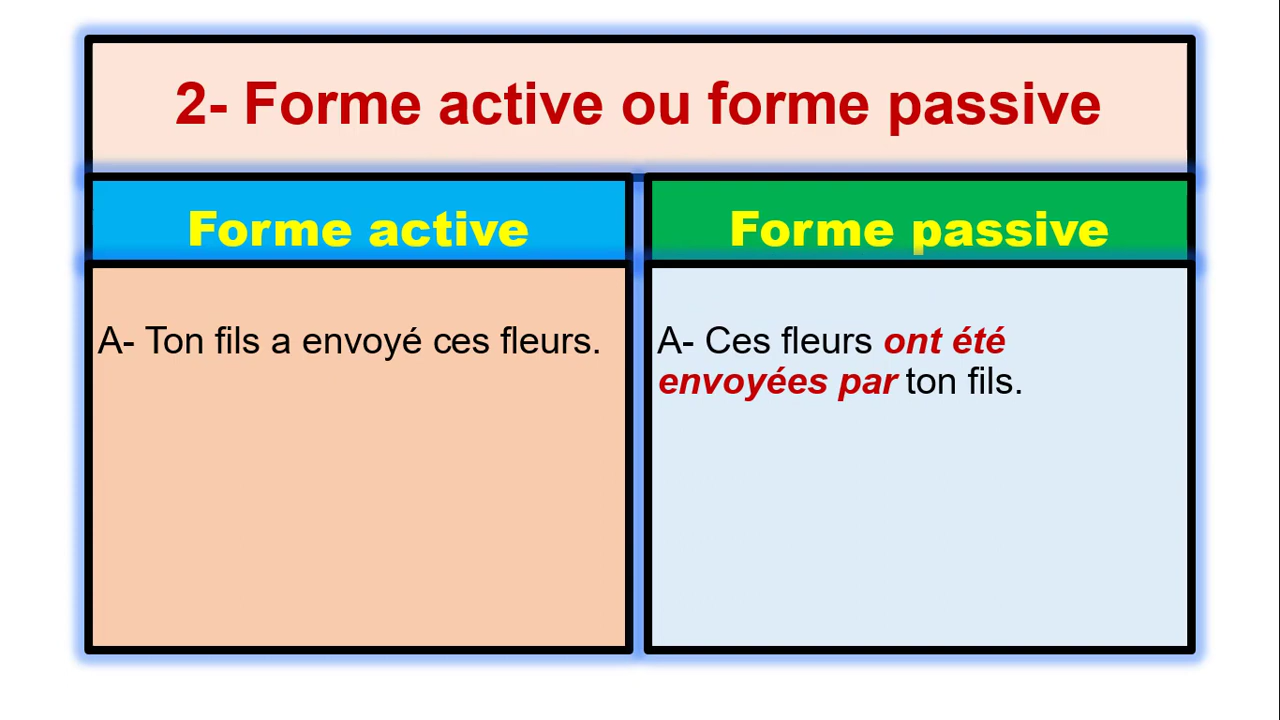 2- Forme active ou forme passive
Forme active
Forme passive
A- Ton fils a envoyé ces fleurs.
A- Ces fleurs ont été
envoyées par ton fils.